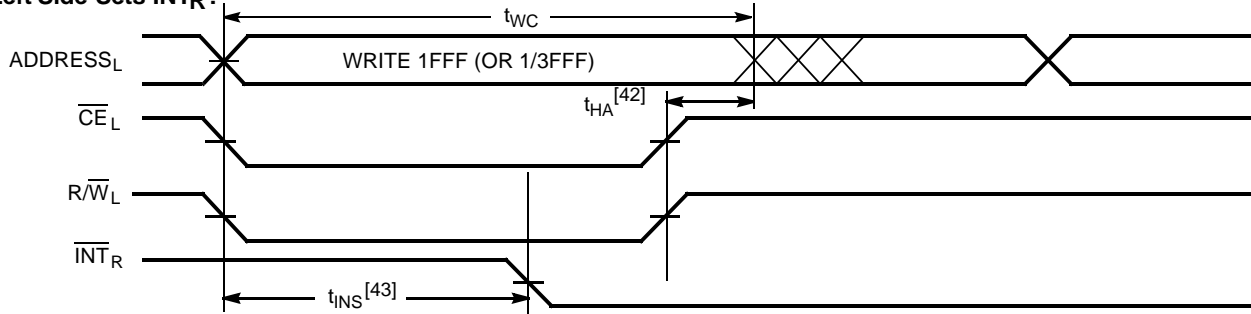 Left Side Sets INTR:
tWC
ADDRESSL
WRITE 1FFF (OR 1/3FFF)
tHA[42]
CEL
R/WL
INTR
tINS[43]